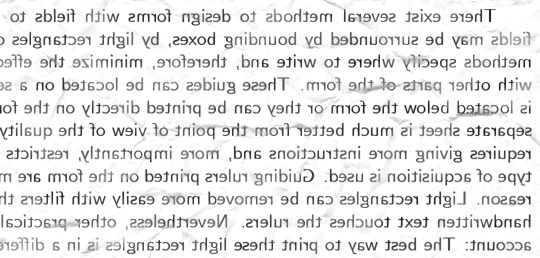 There exist several methods to design forms with fields to
fields may be surrounded by bounding boxes, by light rectangles o
methods specify where to write and, therefore, minimize the effec
with other parts of the form. These guides can be located on a se
is located below the form or they can be printed directly on the for
separate sheet is much better from the point of view of the quality
requires giving more instructions and, more importantly, restricts
type of acquisition is used. Guiding rulers printed on the form are m
reason. Light rectangles can be removed more easily with filters th
handwritten text touches the rulers. Nevertheless, other practical
account: The best way to print these light rectangles is in a differe